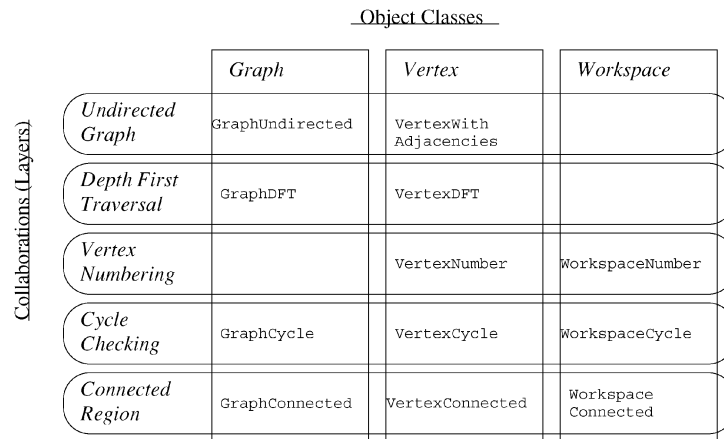 Object Classes
Graph Vertex Workspace
Collaborations (Layers)
Undirected
Graph
GraphUndirected
VertexWith
Adjacencies
Depth First
Traversal
GraphDFT
VertexDFT
Vertex
Numbering
VertexNumber
WorkspaceNumber
Cycle
Checking
GraphCycle
VertexCycle
WorkspaceCycle
Connected
Region
GraphConnected
VertexConnected
Workspace
Connected